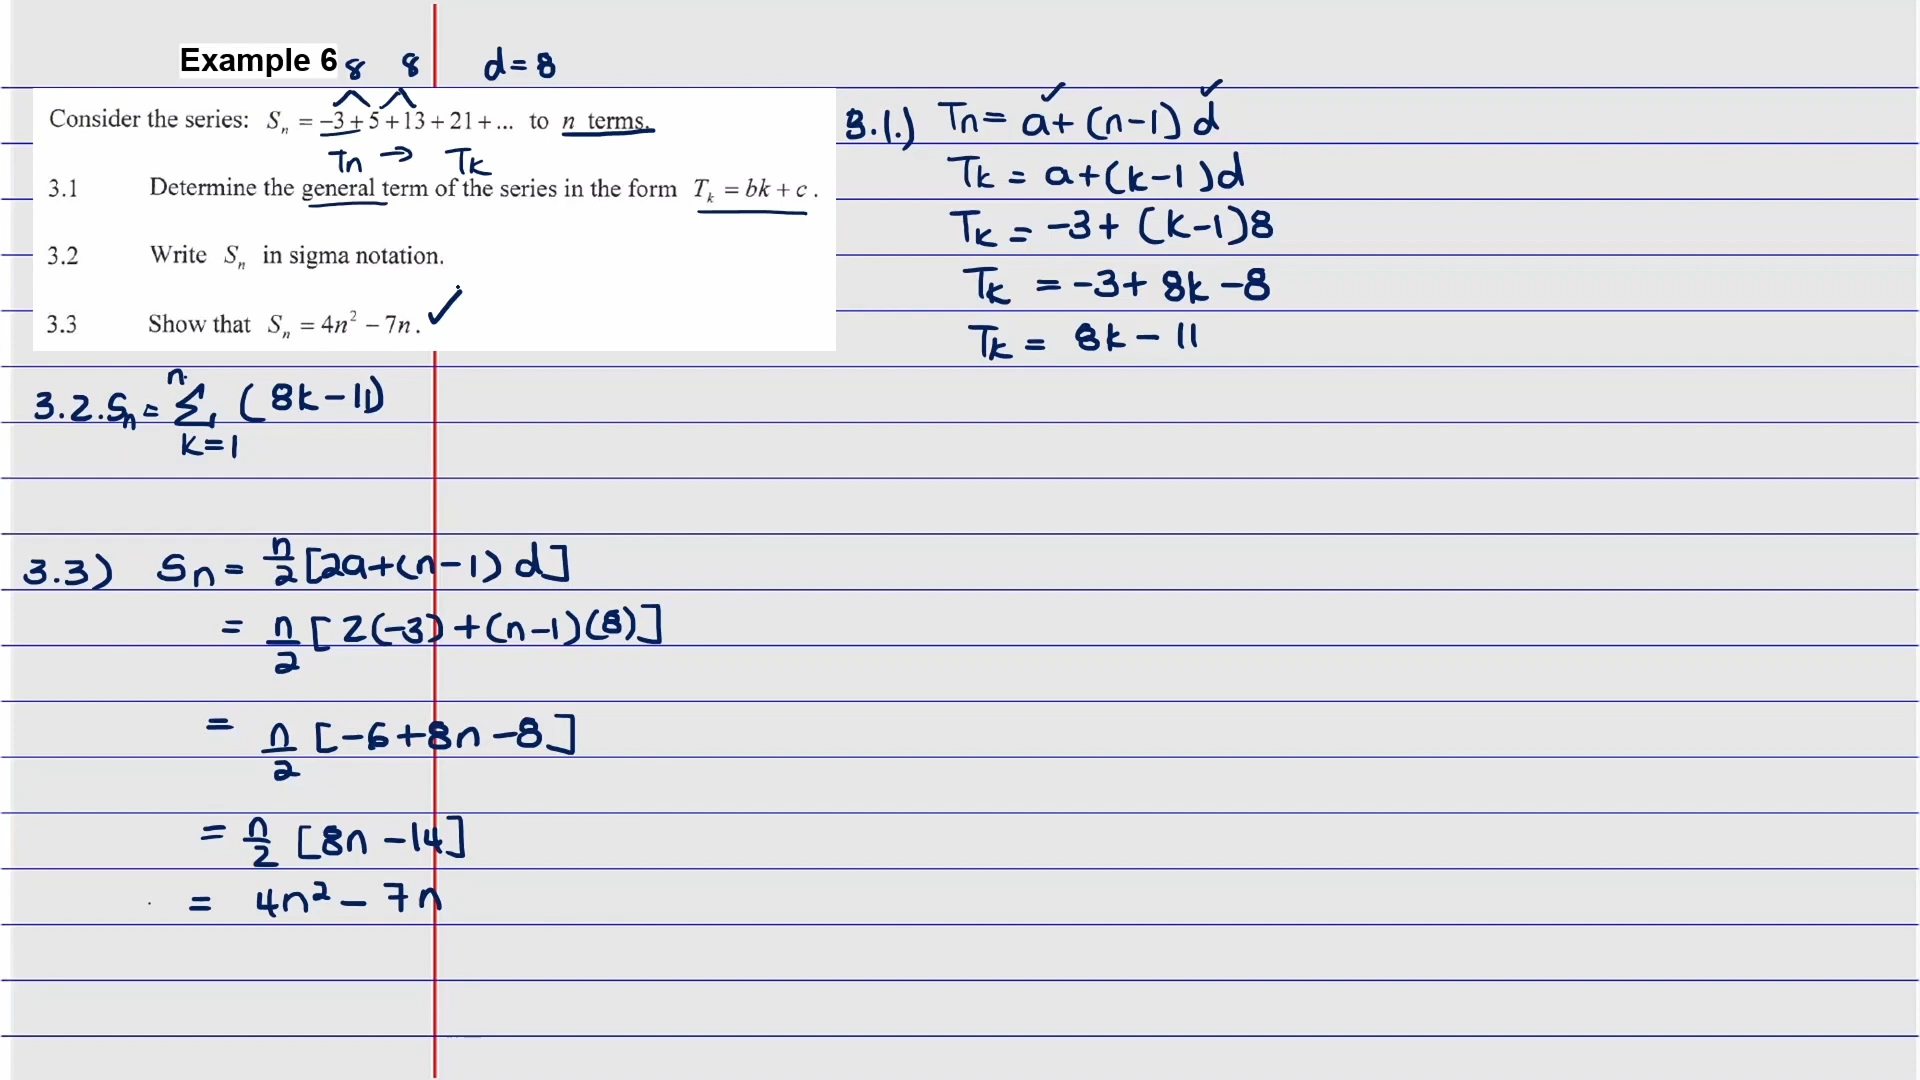 Example 6
8 8 d = 8
Consider the series: Sₙ = −3 + 5 + 13 + 21 + ... to n terms.
Tn → Tk
3.1 Determine the general term of the series in the form Tₖ = bk + c .
3.2 Write Sₙ in sigma notation.
3.3 Show that Sₙ = 4n² − 7n . ✓
3.1.) Tn = a + (n−1) d
Tk = a + (k−1)d
Tk = −3 + (k−1)8
Tk = −3 + 8k − 8
Tk = 8k − 11
3.2. Sn = n Σ k=1 (8k − 11)
3.3) Sn = n/2 [2a + (n−1) d]
= n/2 [2(−3) + (n−1)(8)]
= n/2 [−6 + 8n − 8]
= n/2 [8n − 14]
= 4n² − 7n